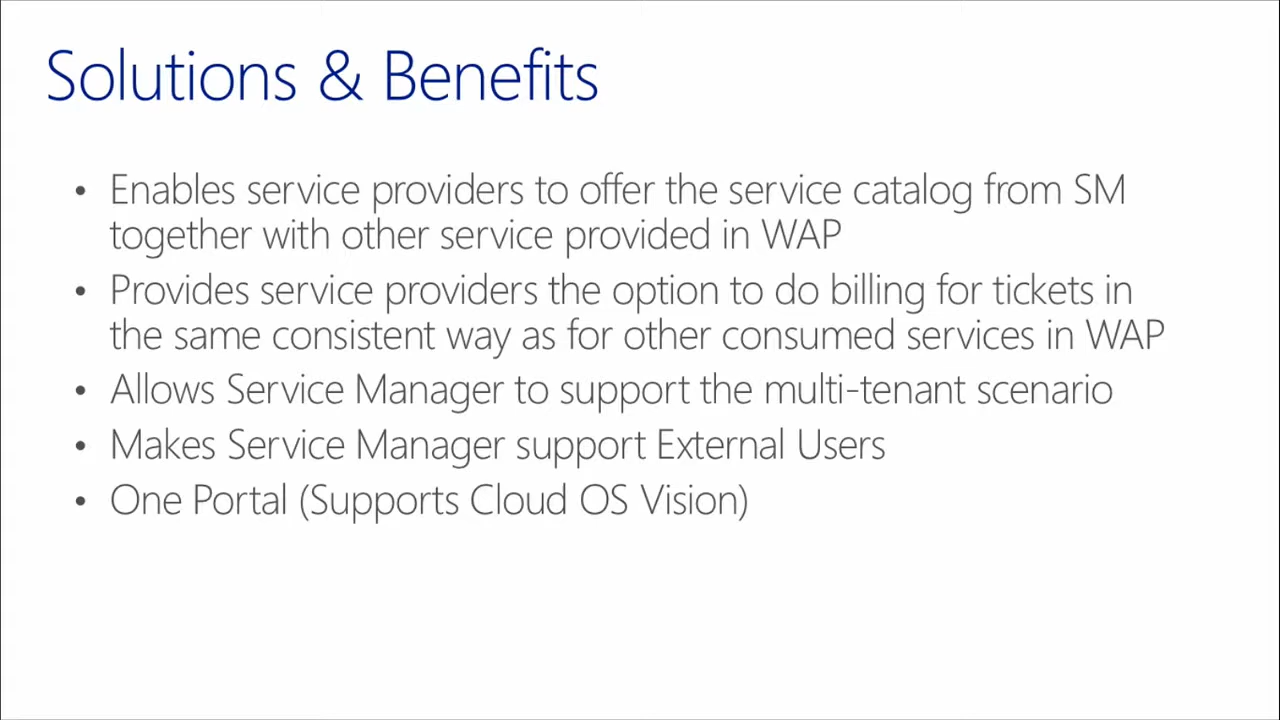 Solutions & Benefits
• Enables service providers to offer the service catalog from SM
together with other service provided in WAP
• Provides service providers the option to do billing for tickets in
the same consistent way as for other consumed services in WAP
• Allows Service Manager to support the multi-tenant scenario
• Makes Service Manager support External Users
• One Portal (Supports Cloud OS Vision)